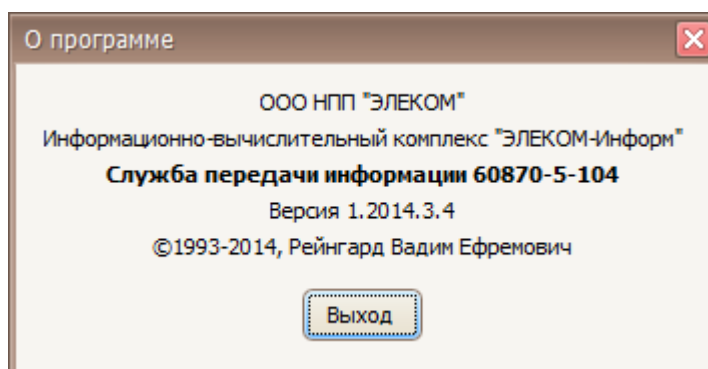 О программе
ООО НПП "ЭЛЕКОМ"
Информационно-вычислительный комплекс "ЭЛЕКОМ-Информ"
Служба передачи информации 60870-5-104
Версия 1.2014.3.4
©1993-2014, Рейнгард Вадим Ефремович
Выход